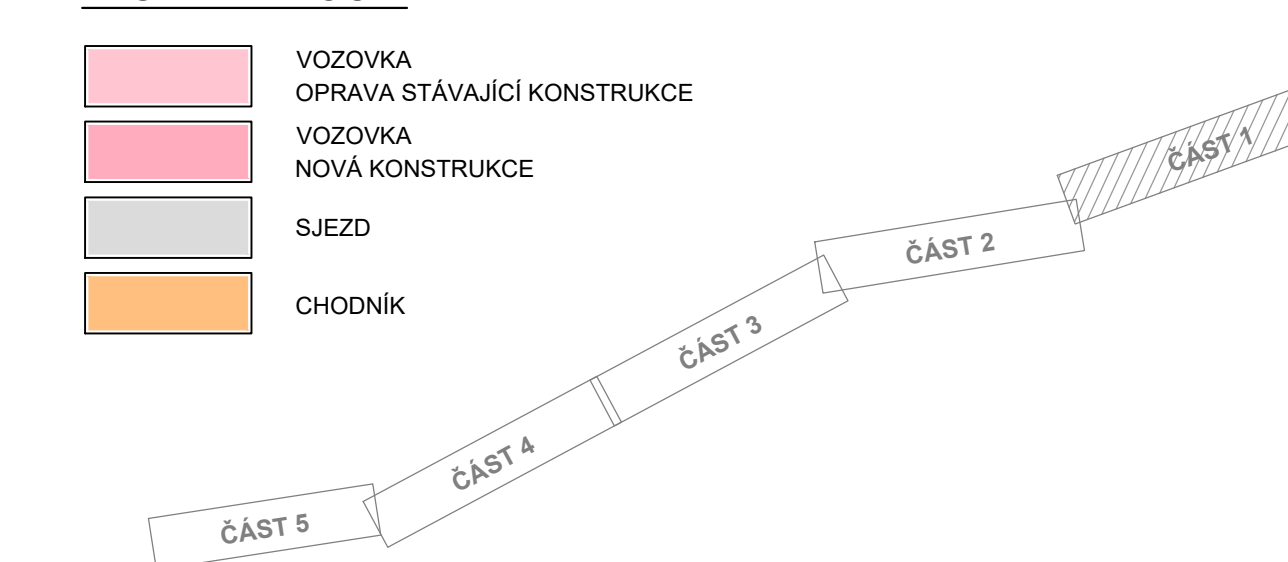 VOZOVKA
OPRAVA STÁVAJÍCÍ KONSTRUKCE
VOZOVKA
NOVÁ KONSTRUKCE
SJEZD
CHODNÍK
ČÁST 1
ČÁST 2
ČÁST 3
ČÁST 4
ČÁST 5